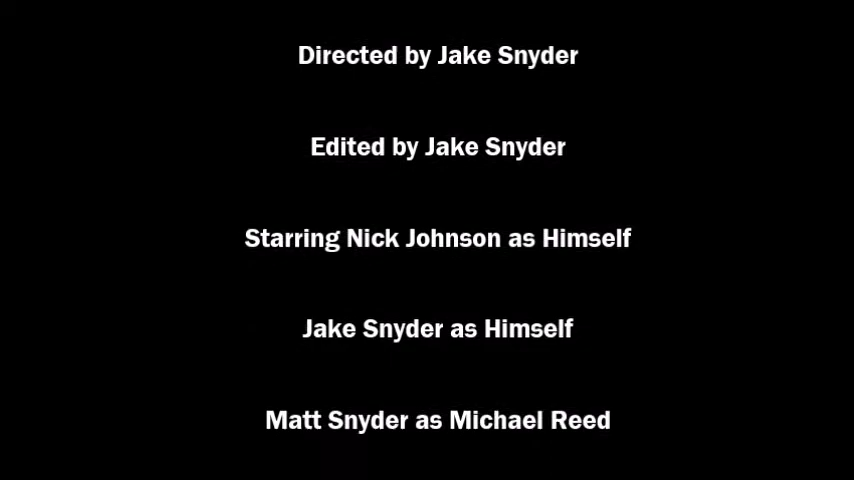 Directed by Jake Snyder
Edited by Jake Snyder
Starring Nick Johnson as Himself
Jake Snyder as Himself
Matt Snyder as Michael Reed